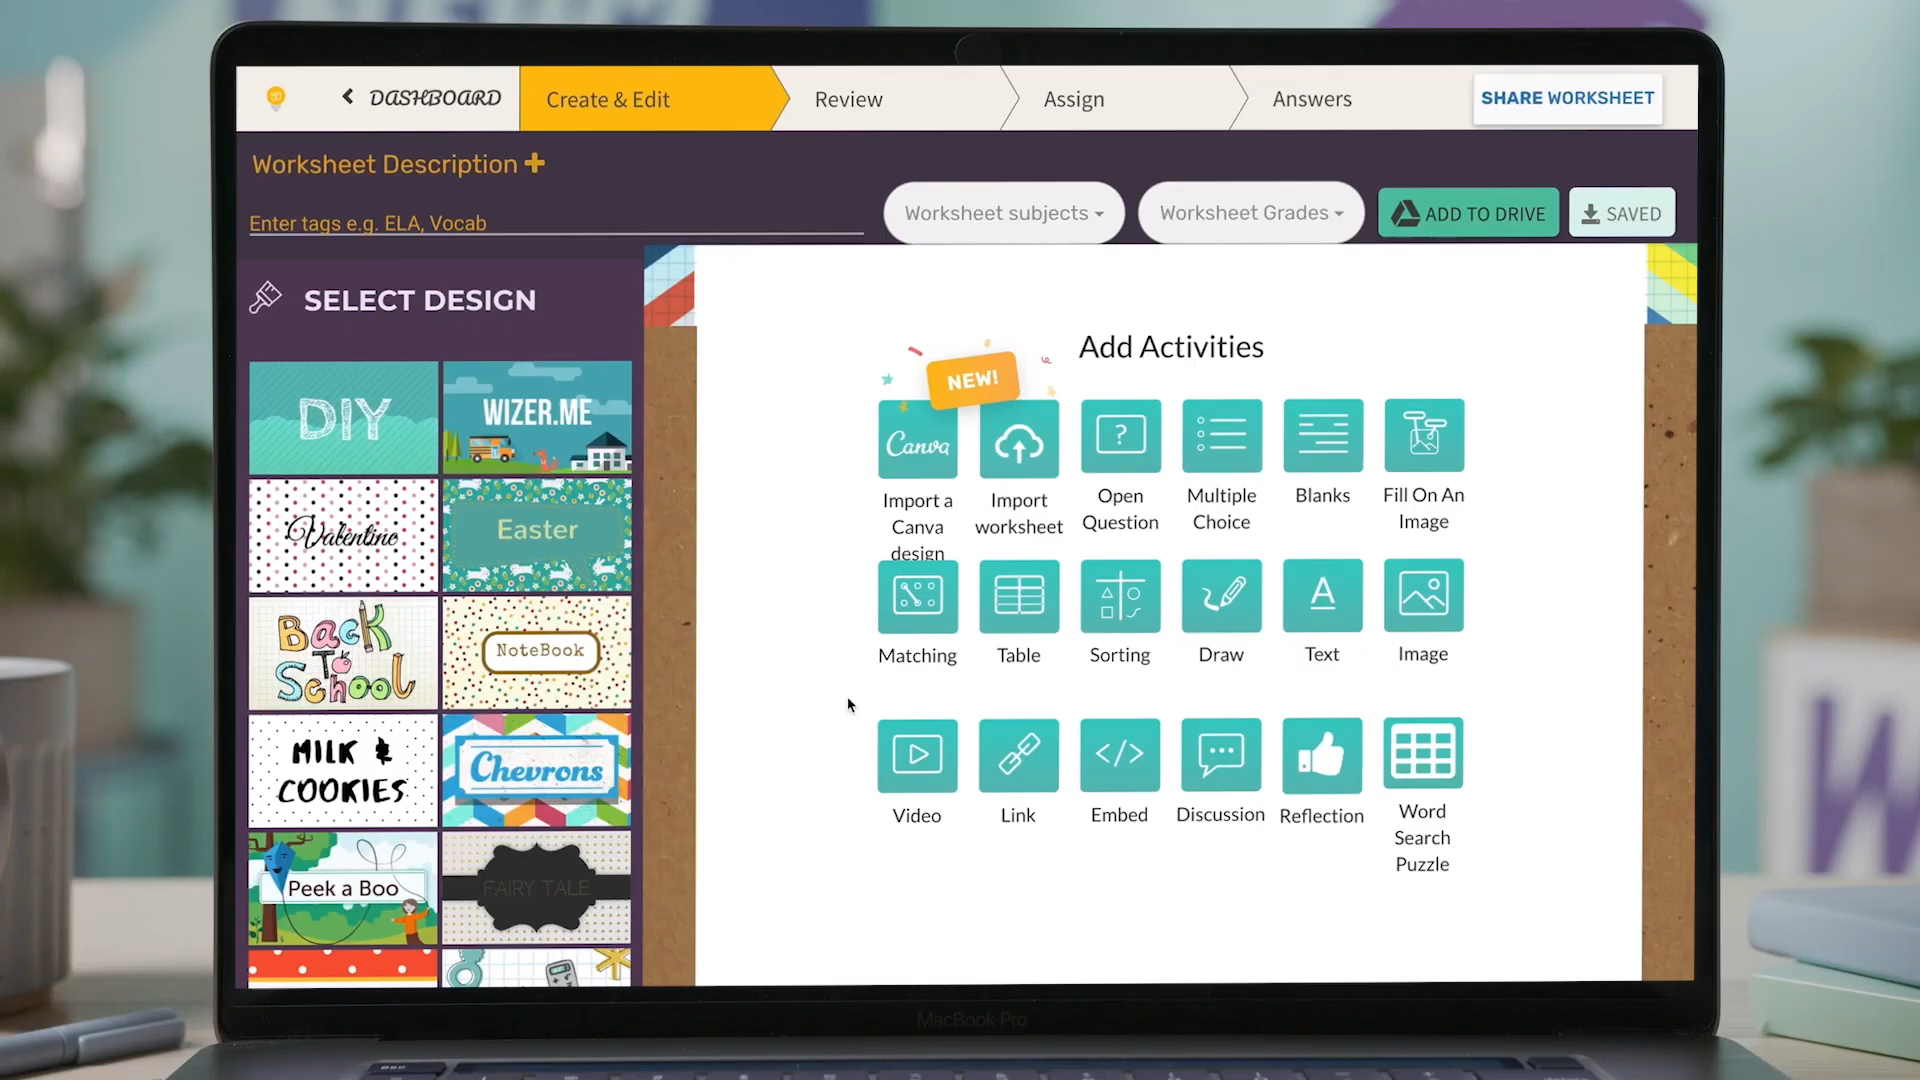 DASHBOARD
Create & Edit
Review
Assign
Answers
SHARE WORKSHEET
Worksheet Description +
Enter tags e.g. ELA, Vocab
Worksheet subjects
Worksheet Grades
ADD TO DRIVE
SAVED
SELECT DESIGN
DIY
WIZER.ME
Valentine
Easter
Back
To
School
NoteBook
MILK &
COOKIES
Chevrons
Peek a Boo
FAIRY TALE
Add Activities
NEW!
Canva
Import a
Canva
design
Import
worksheet
?
Open
Question
Multiple
Choice
Blanks
Fill On An
Image
Matching
Table
Sorting
Draw
A
Text
Image
Video
Link
</>
Embed
Discussion
Reflection
Word
Search
Puzzle
MacBook Pro
esc